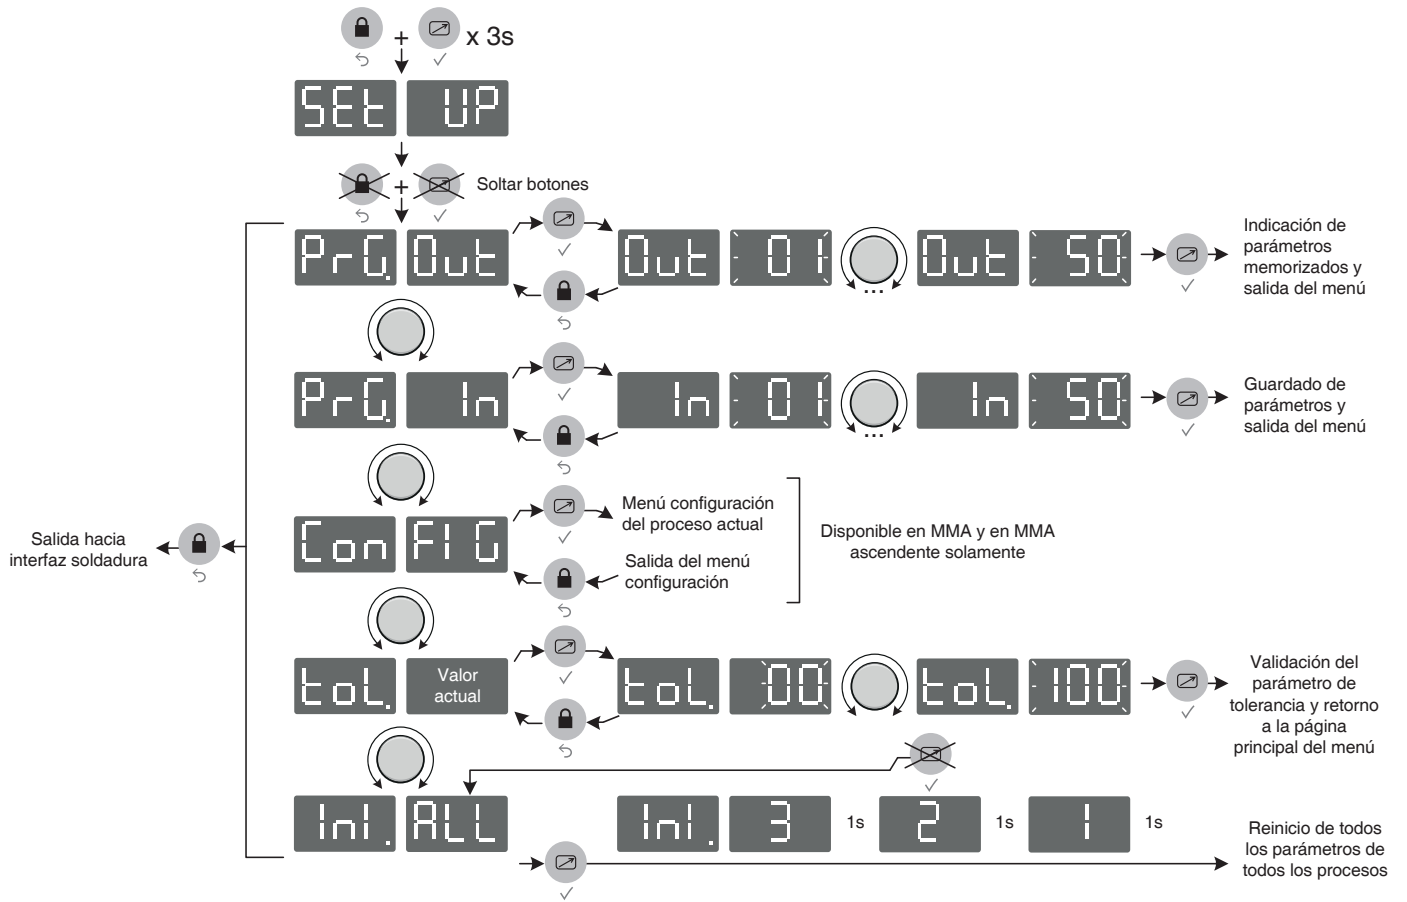 + x 3s
SEt UP
+ Soltar botones
PrG. Out
Out 01
...
Out 50
Indicación de
parámetros
memorizados y
salida del menú
PrG. In
In 01
...
In 50
Guardado de
parámetros y
salida del menú
Con FIG
Menú configuración
del proceso actual
Salida del menú
configuración
Disponible en MMA y en MMA
ascendente solamente
Salida hacia
interfaz soldadura
toL. Valor
actual
toL. 00
toL. 100
Validación del
parámetro de
tolerancia y retorno
a la página
principal del menú
InI. ALL
InI. 3 1s 2 1s 1 1s
Reinicio de todos
los parámetros de
todos los procesos